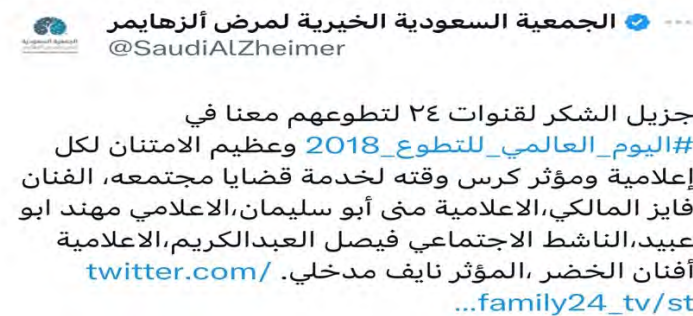 الجمعية السعودية الخيرية لمرض ألزهايمر
@SaudiAlZheimer
جزيل الشكر لقنوات ٢٤ لتطوعهم معنا في
#اليوم_العالمي_للتطوع_2018 وعظيم الامتنان لكل
إعلامية ومؤثر كرس وقته لخدمة قضايا مجتمعه، الفنان
فايز المالكي،الاعلامية منى أبو سليمان،الاعلامي مهند ابو
عبيد،الناشط الاجتماعي فيصل العبدالكريم،الاعلامية
أفنان الخضر ،المؤثر نايف مدخلي. twitter.com/
family24_tv/st...